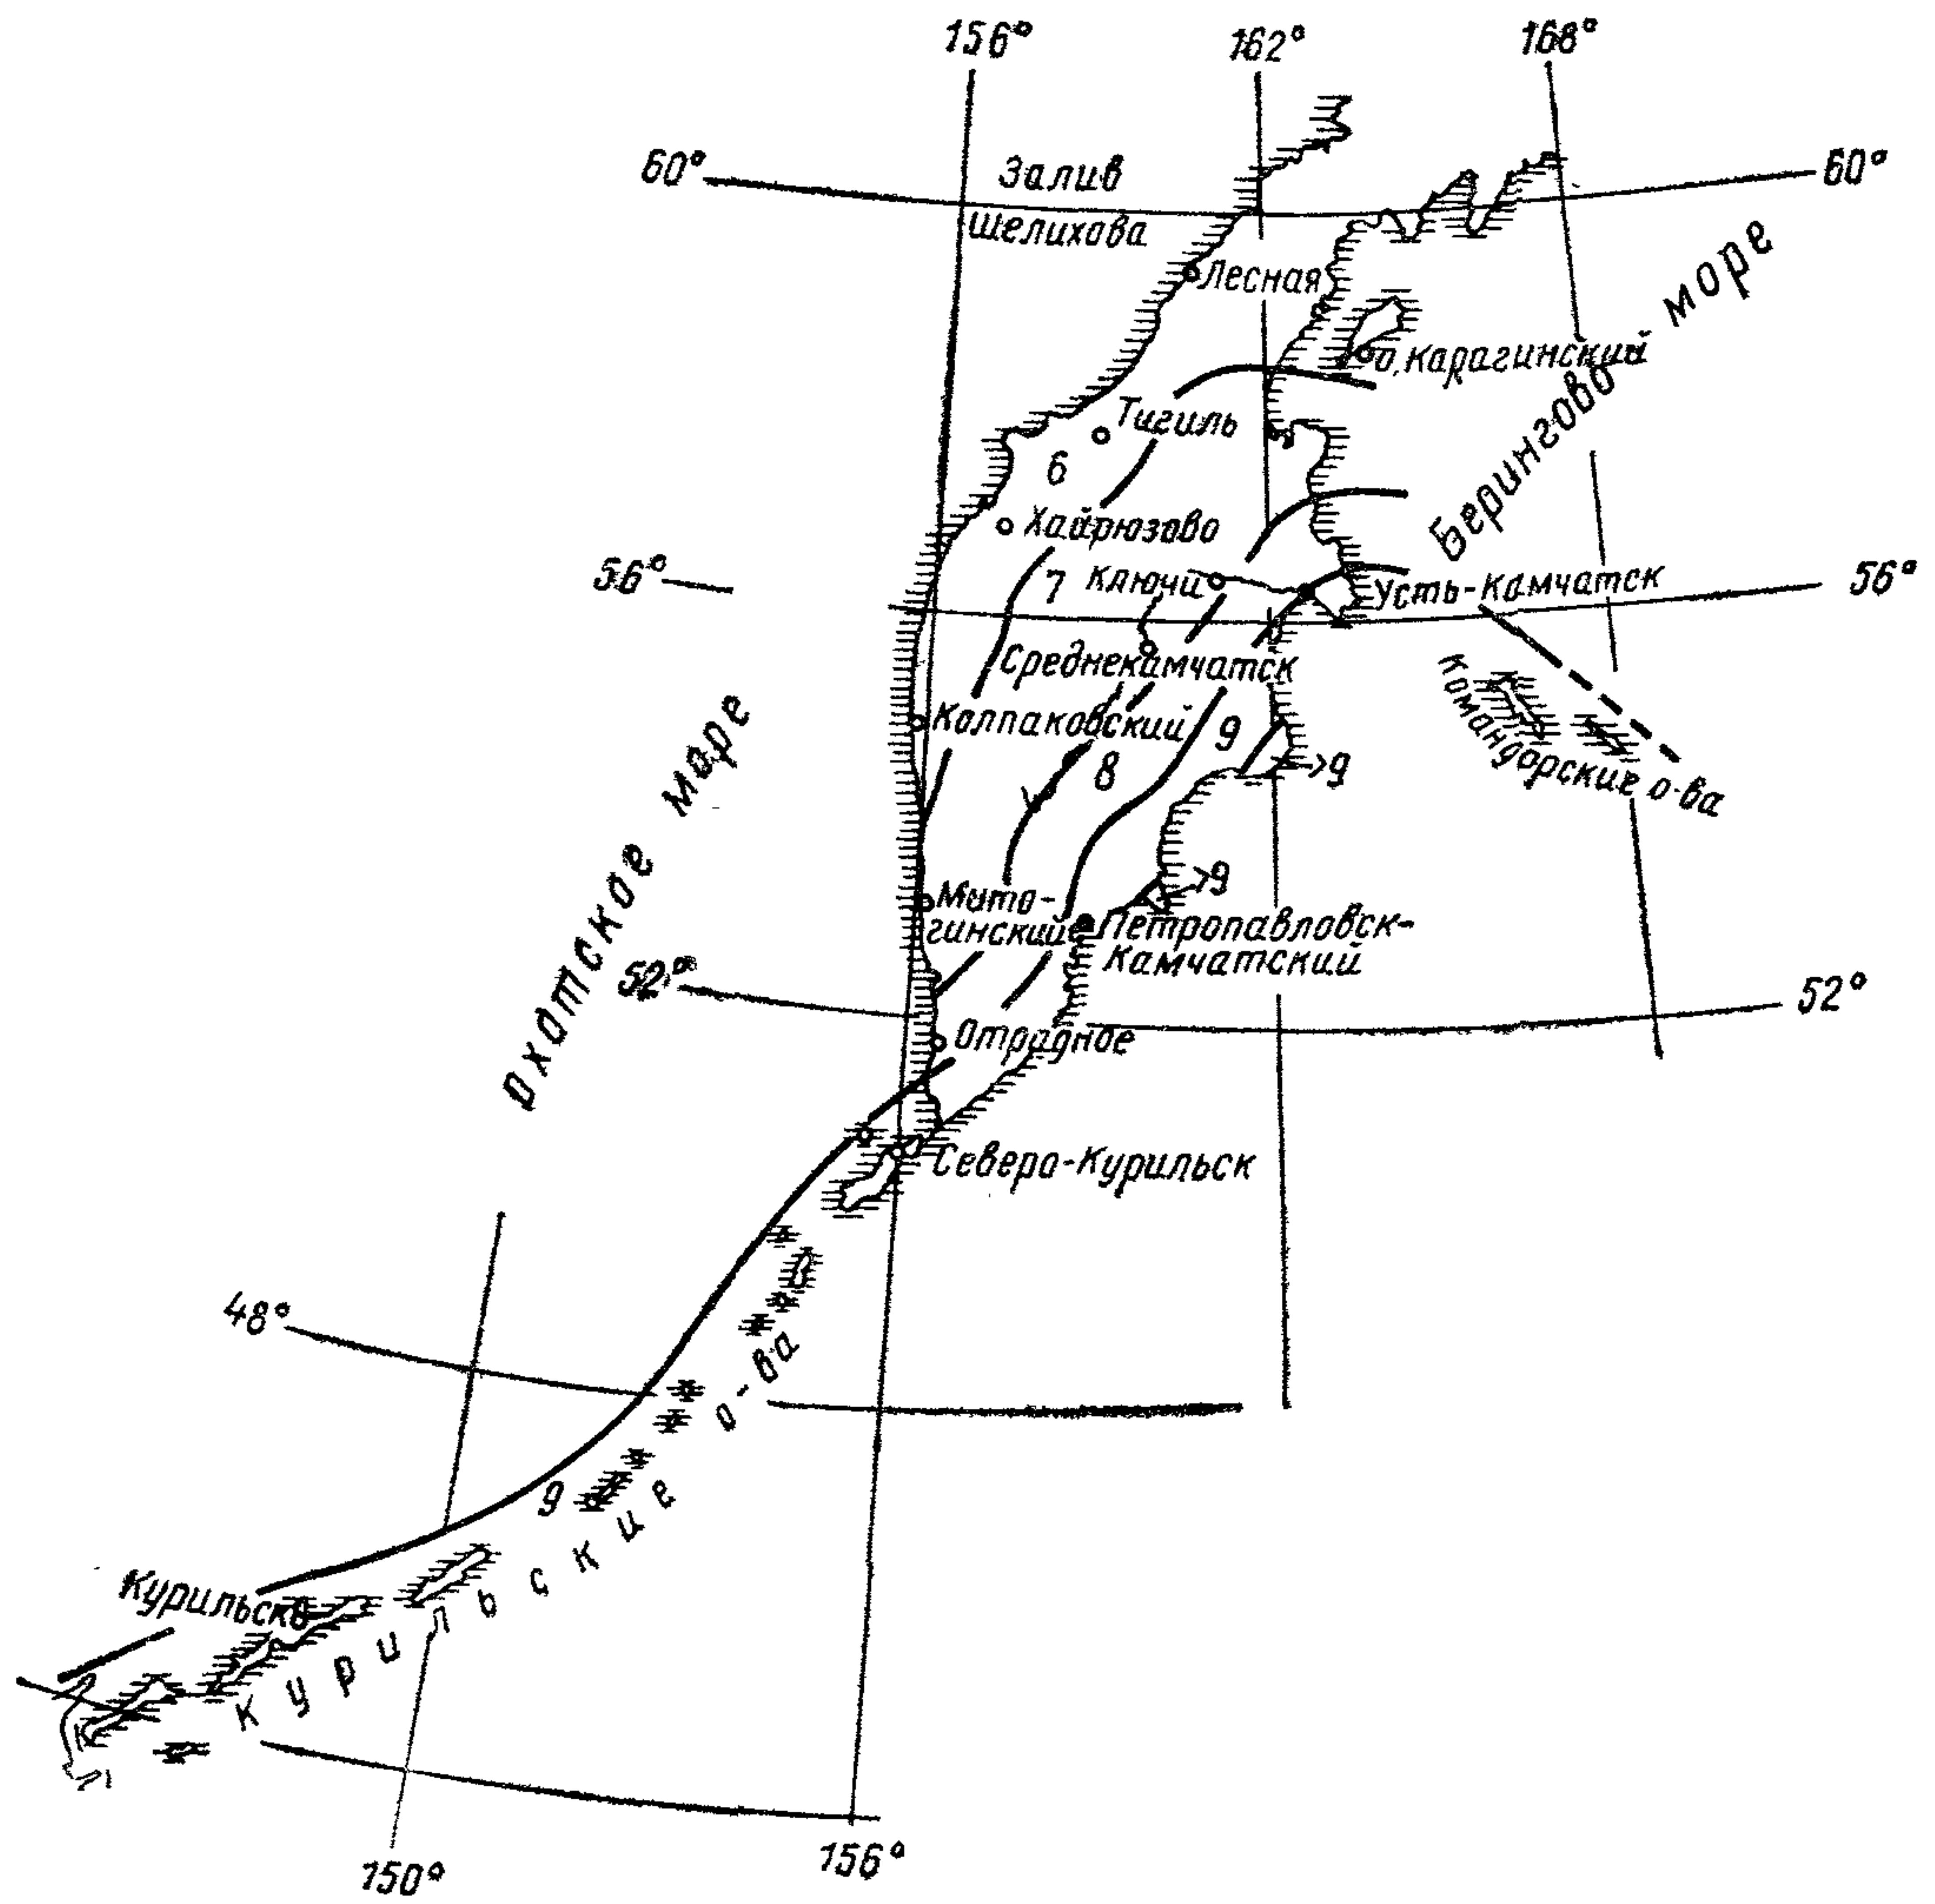 156°
162°
168°
60°
Залив
60°
Шелихова
Лесная
о. Карагинский
Берингово море
Тигиль
6
Хайрюзово
56°
7
Ключи
Усть-Камчатск
56°
Среднекамчатск
Колпаковский
9
8
>9
Командорские о-ва
Охотское море
Мито-
гинский
>9
Петропавловск-
Камчатский
52°
52°
Отрадное
Северо-Курильск
48°
9
Курильские о-ва
Курильск
150°
156°